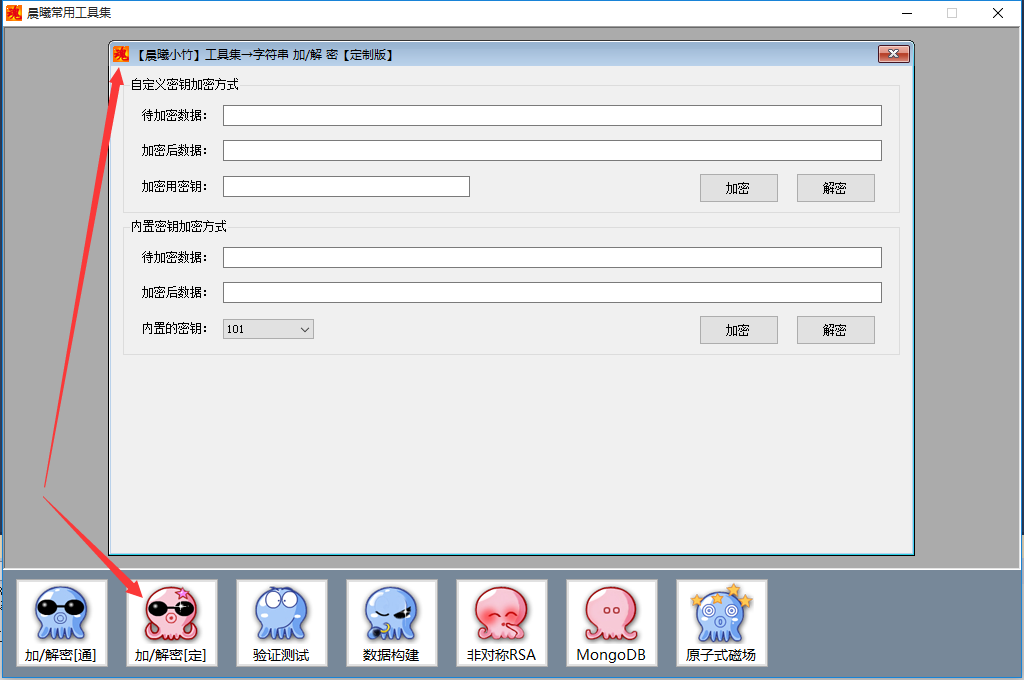 魂 晨曦常用工具集
魂 【晨曦小竹】工具集→字符串 加/解 密【定制版】
自定义密钥加密方式
待加密数据：
加密后数据：
加密用密钥：
加密 解密
内置密钥加密方式
待加密数据：
加密后数据：
内置的密钥： 101
加密 解密
加/解密[通] 加/解密[定] 验证测试 数据构建 非对称RSA MongoDB 原子式磁场